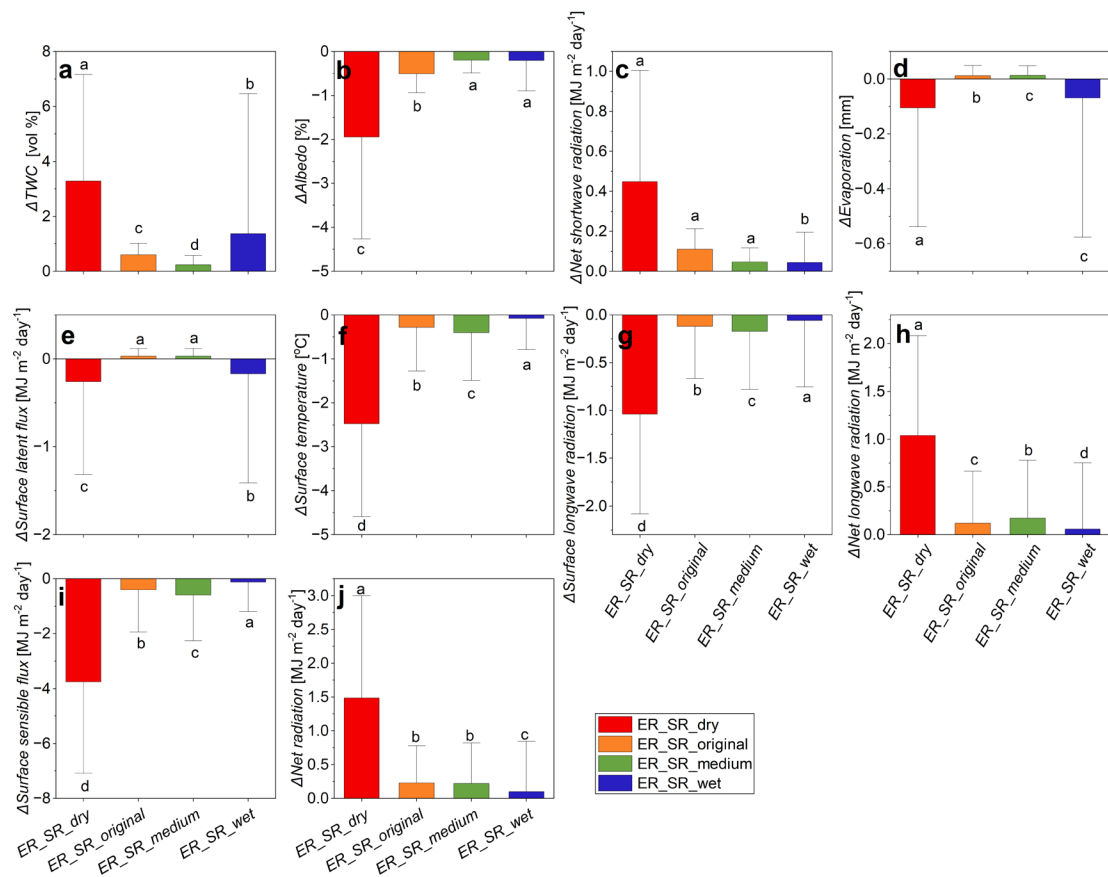 a
ΔTWC [vol %]
8
6
4
2
0
a
c
d
b
b
ΔAlbedo [%]
0
−1
−2
−3
−4
−5
c
b
a
a
c
ΔNet shortwave radiation [MJ m⁻² day⁻¹]
1.0
0.8
0.6
0.4
0.2
0.0
a
a
a
b
d
ΔEvaporation [mm]
0.0
−0.2
−0.4
−0.6
a
b
c
c
e
ΔSurface latent flux [MJ m⁻² day⁻¹]
0
−1
−2
c
a
a
b
f
ΔSurface temperature [°C]
0
−1
−2
−3
−4
−5
d
b
c
a
g
ΔSurface longwave radiation [MJ m⁻² day⁻¹]
0.0
−0.5
−1.0
−1.5
−2.0
d
b
c
a
ER_SR_dry
ER_SR_original
ER_SR_medium
ER_SR_wet
h
ΔNet longwave radiation [MJ m⁻² day⁻¹]
2.0
1.5
1.0
0.5
0.0
a
c
b
d
ER_SR_dry
ER_SR_original
ER_SR_medium
ER_SR_wet
i
ΔSurface sensible flux [MJ m⁻² day⁻¹]
0
−2
−4
−6
−8
d
b
c
a
ER_SR_dry
ER_SR_original
ER_SR_medium
ER_SR_wet
j
ΔNet radiation [MJ m⁻² day⁻¹]
3.0
2.5
2.0
1.5
1.0
0.5
0.0
a
b
b
c
ER_SR_dry
ER_SR_original
ER_SR_medium
ER_SR_wet
ER_SR_dry
ER_SR_original
ER_SR_medium
ER_SR_wet